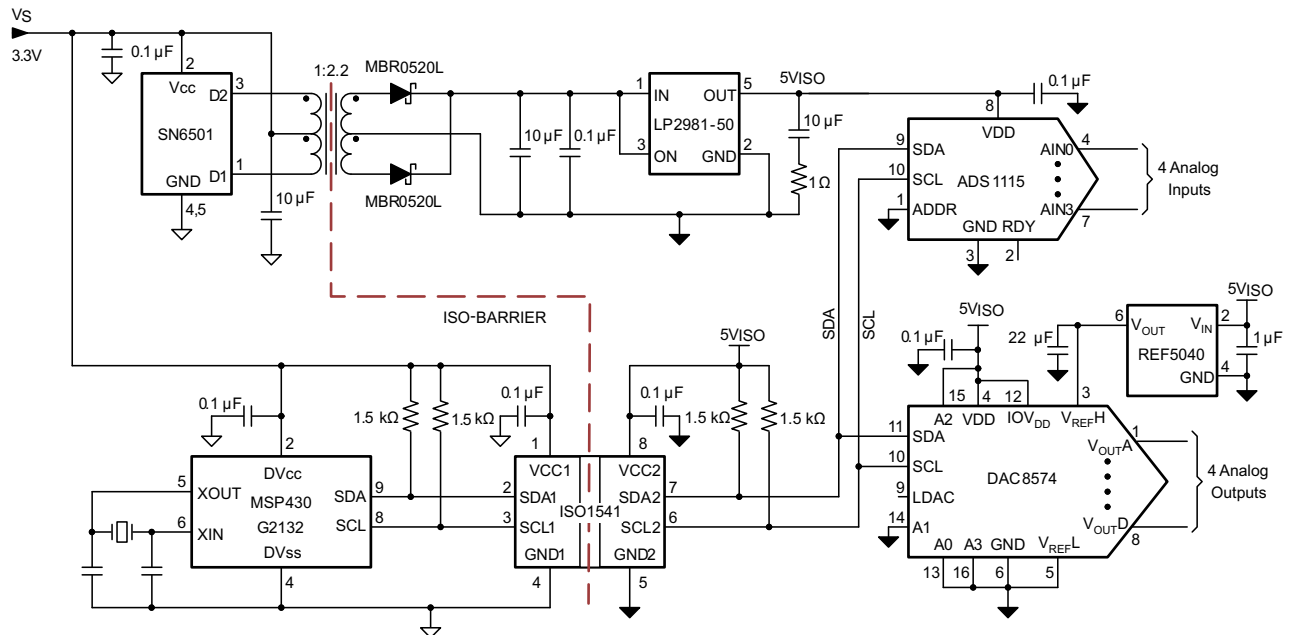 VS
3.3V
0.1 µF
2
Vcc
D2
3
SN6501
D1
1
GND
4,5
10 µF
1:2.2
MBR0520L
MBR0520L
10 µF
0.1 µF
1
IN
OUT
5
LP2981-50
3
ON
GND
2
5VISO
10 µF
1 Ω
0.1 µF
8
VDD
9
SDA
AIN0
4
10
SCL
ADS1115
1
ADDR
AIN3
7
GND
RDY
3
2
4 Analog
Inputs
ISO-BARRIER
SDA
SCL
0.1 µF
2
DVcc
5
XOUT
MSP430
SDA
9
G2132
6
XIN
SCL
8
DVss
4
1.5 kΩ
1.5 kΩ
0.1 µF
1
VCC1
2
SDA1
ISO1541
3
SCL1
GND1
4
5VISO
0.1 µF
8
VCC2
SDA2
7
SCL2
6
GND2
5
1.5 kΩ
1.5 kΩ
5VISO
0.1 µF
15
4
12
3
A2
VDD
IOVDD
VREFH
11
SDA
10
SCL
DAC8574
9
LDAC
14
A1
A0
A3
GND
VREFL
13
16
6
5
1
VOUTA
VOUTD
8
4 Analog
Outputs
22
µF
6
VOUT
VIN
2
REF5040
GND
4
5VISO
1 µF